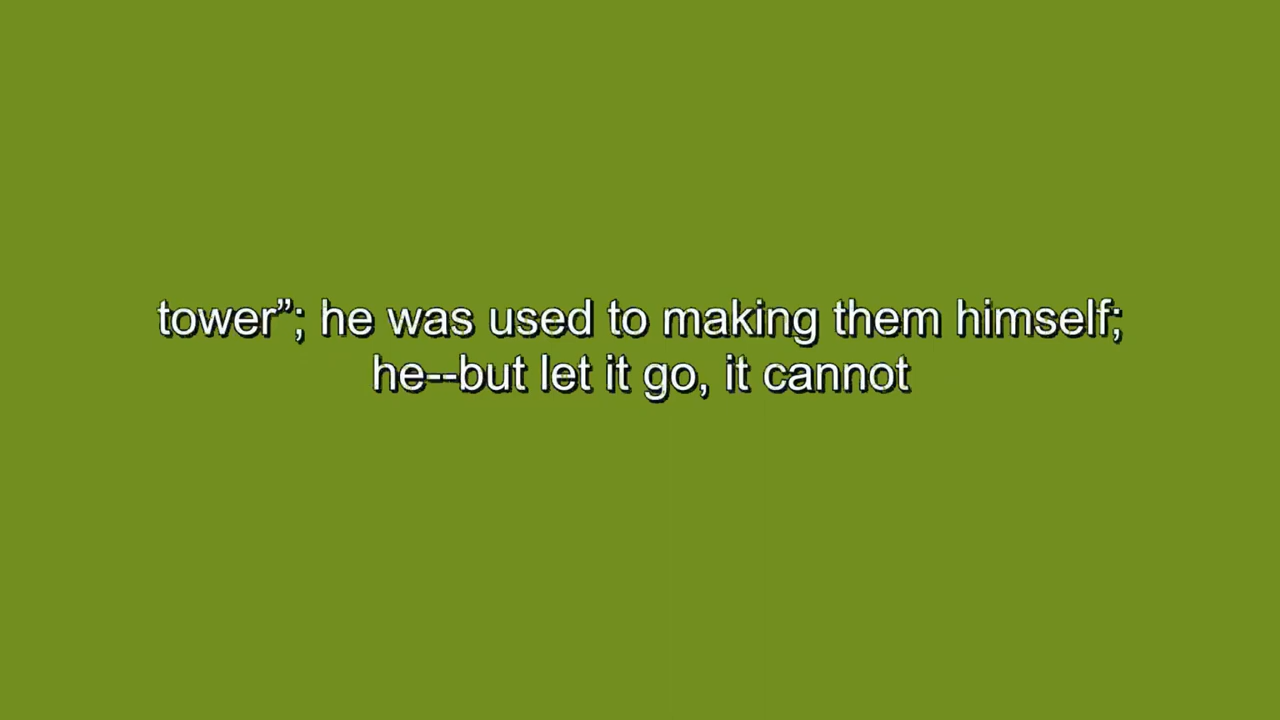 tower”; he was used to making them himself;
he--but let it go, it cannot